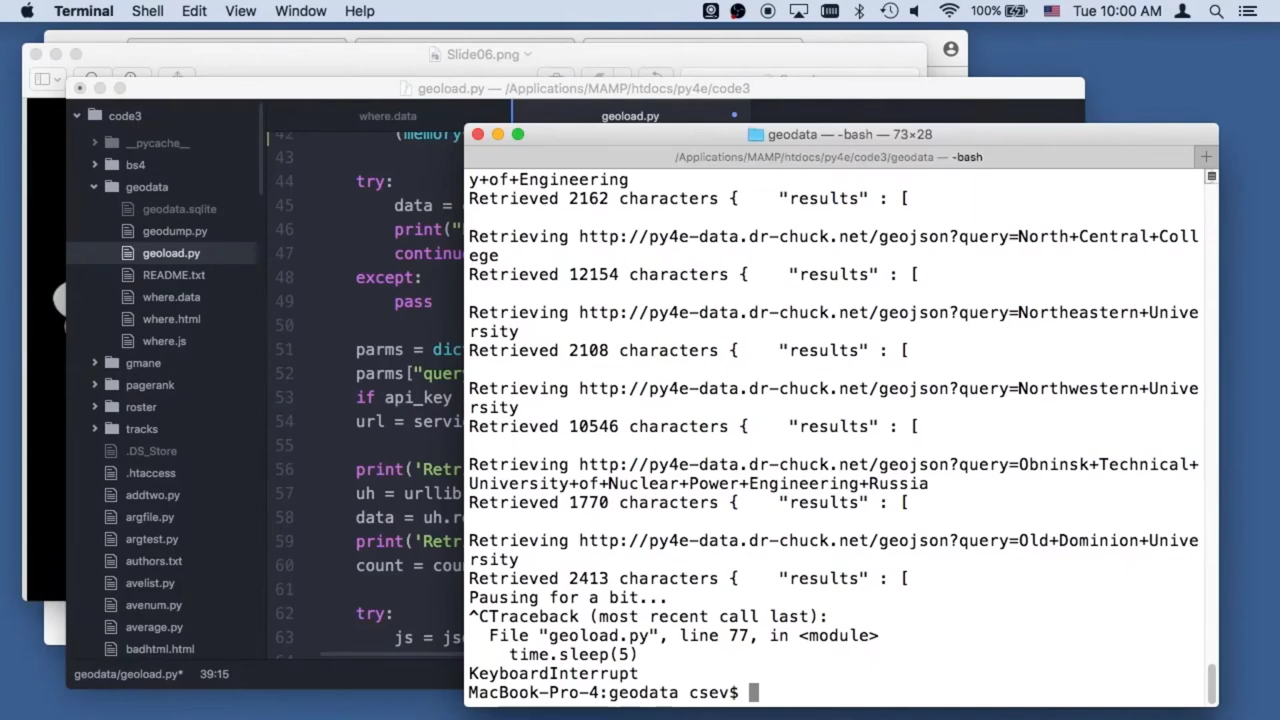 Terminal Shell Edit View Window Help 100% Tue 10:00 AM
Slide06.png
geoload.py — /Applications/MAMP/htdocs/py4e/code3
code3
__pycache__
bs4
geodata
geodata.sqlite
geodump.py
geoload.py
README.txt
where.data
where.html
where.js
gmane
pagerank
roster
tracks
.DS_Store
.htaccess
addtwo.py
argfile.py
argtest.py
authors.txt
avelist.py
avenum.py
average.py
badhtml.html
geodata/geoload.py* 39:15
where.data geoload.py
42 (memory
43
44 try:
45 data =
46 print("
47 continu
48 except:
49 pass
50
51 parms = dict
52 parms["quer
53 if api_key
54 url = servi
55
56 print('Retr
57 uh = urllib
58 data = uh.r
59 print('Retr
60 count = cou
61
62 try:
63 js = js
geodata — -bash — 73×28
/Applications/MAMP/htdocs/py4e/code3/geodata — -bash
y+of+Engineering
Retrieved 2162 characters { "results" : [
Retrieving http://py4e-data.dr-chuck.net/geojson?query=North+Central+Coll
ege
Retrieved 12154 characters { "results" : [
Retrieving http://py4e-data.dr-chuck.net/geojson?query=Northeastern+Unive
rsity
Retrieved 2108 characters { "results" : [
Retrieving http://py4e-data.dr-chuck.net/geojson?query=Northwestern+Unive
rsity
Retrieved 10546 characters { "results" : [
Retrieving http://py4e-data.dr-chuck.net/geojson?query=Obninsk+Technical+
University+of+Nuclear+Power+Engineering+Russia
Retrieved 1770 characters { "results" : [
Retrieving http://py4e-data.dr-chuck.net/geojson?query=Old+Dominion+Unive
rsity
Retrieved 2413 characters { "results" : [
Pausing for a bit...
^CTraceback (most recent call last):
File "geoload.py", line 77, in <module>
time.sleep(5)
KeyboardInterrupt
MacBook-Pro-4:geodata csev$